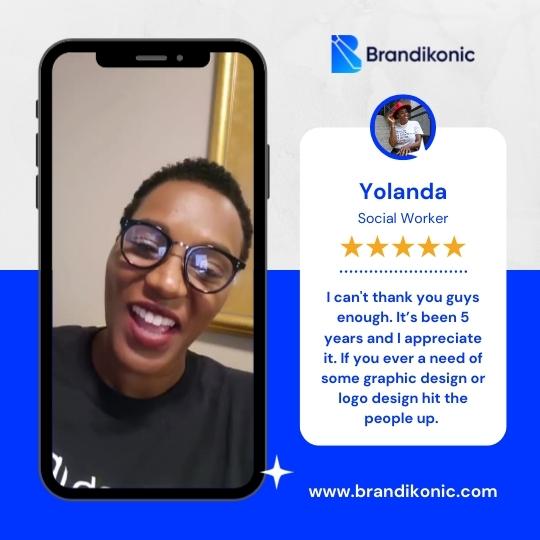 Brandikonic
Yolanda
Social Worker
I can't thank you guys
enough. It’s been 5
years and I appreciate
it. If you ever a need of
some graphic design or
logo design hit the
people up.
www.brandikonic.com